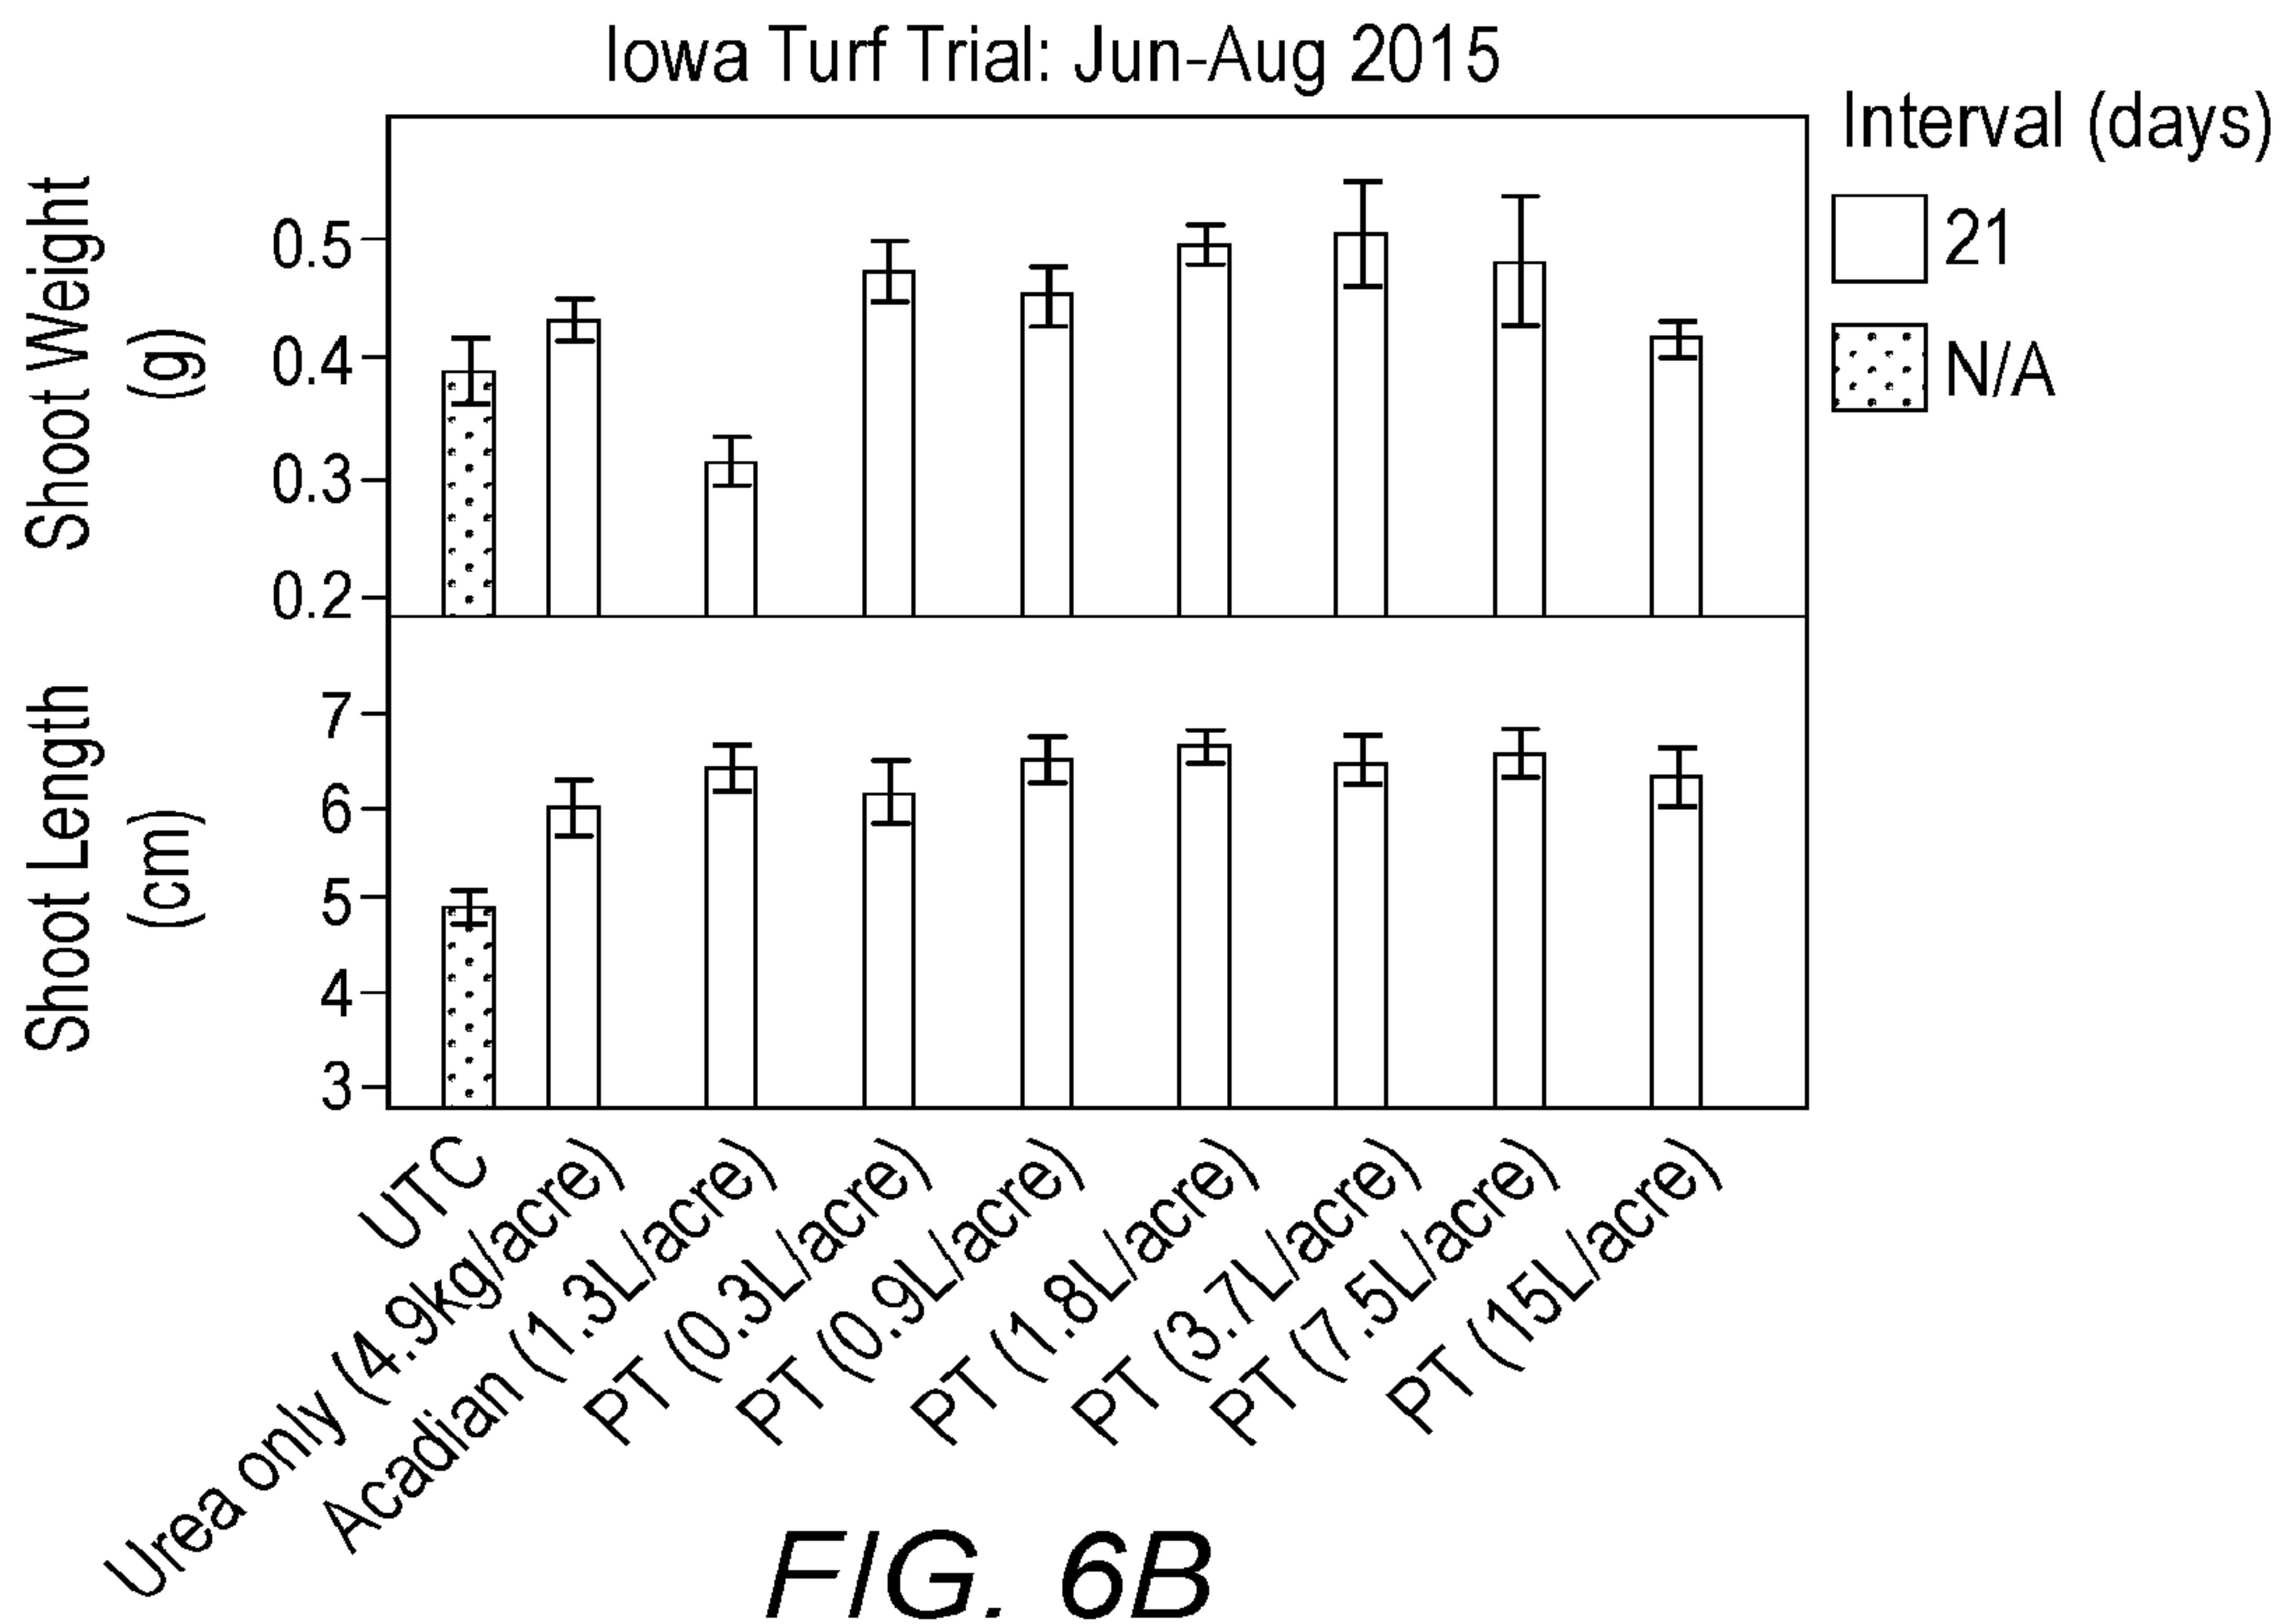 Iowa Turf Trial: Jun-Aug 2015
Interval (days)
21
N/A
Shoot Weight
(g)
0.5
0.4
0.3
0.2
Shoot Length
(cm)
7
6
5
4
3
UTC
Urea only (4.9kg/acre)
Acadian (1.3L/acre)
PT (0.3L/acre)
PT (0.9L/acre)
PT (1.8L/acre)
PT (3.7L/acre)
PT (7.5L/acre)
PT (15L/acre)
FIG. 6B